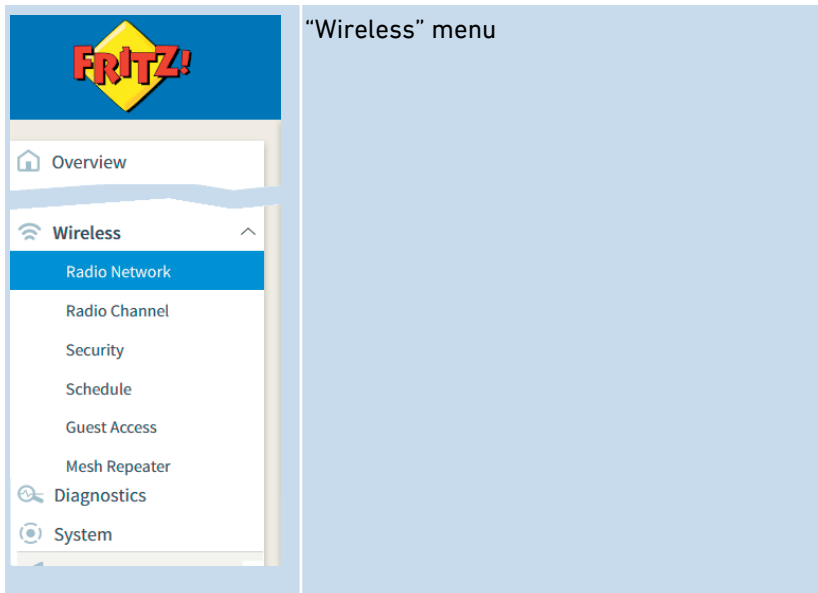 FRITZ!
“Wireless” menu
Overview
Wireless
Radio Network
Radio Channel
Security
Schedule
Guest Access
Mesh Repeater
Diagnostics
System